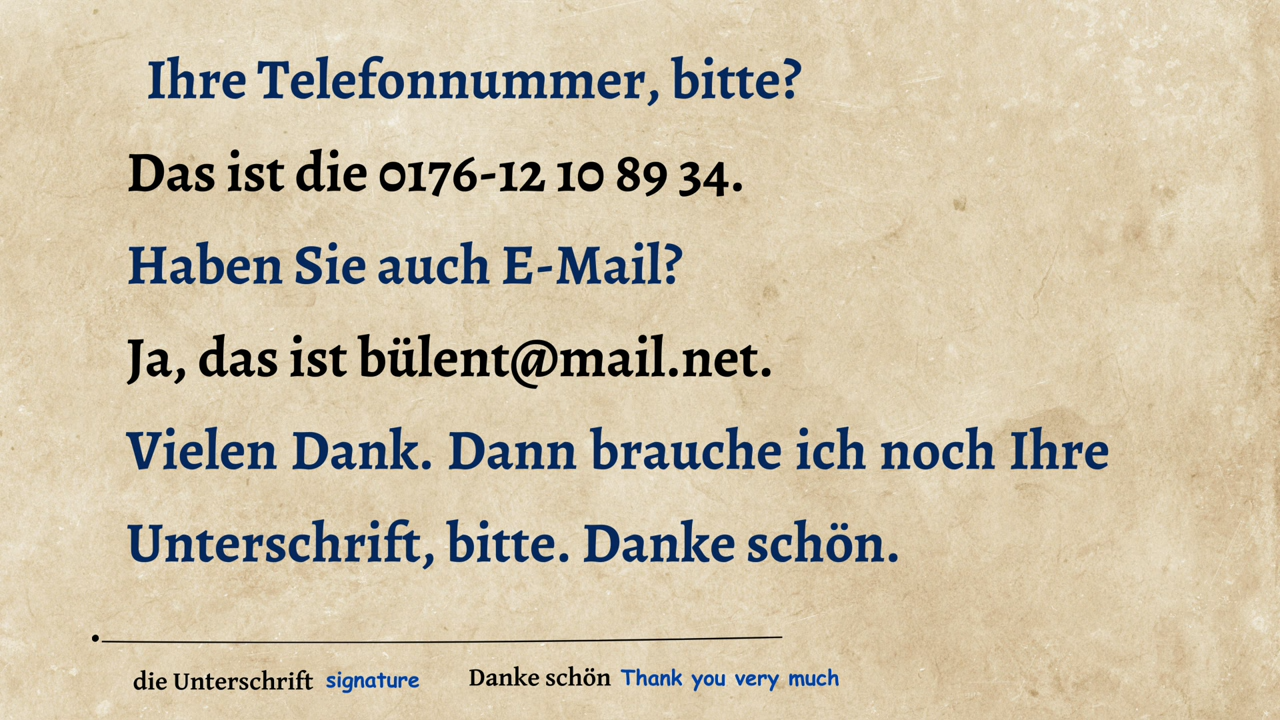 Ihre Telefonnummer, bitte?
Das ist die 0176-12 10 89 34.
Haben Sie auch E-Mail?
Ja, das ist bülent@mail.net.
Vielen Dank. Dann brauche ich noch Ihre
Unterschrift, bitte. Danke schön.
die Unterschrift signature Danke schön Thank you very much